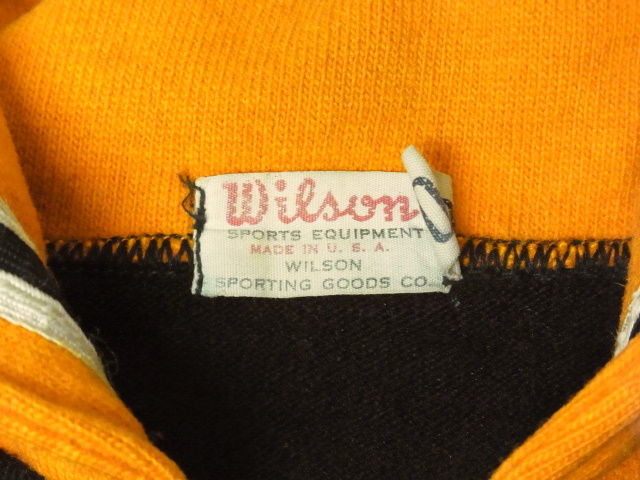 Wilson
SPORTS EQUIPMENT
MADE IN U. S. A.
WILSON
SPORTING GOODS CO.